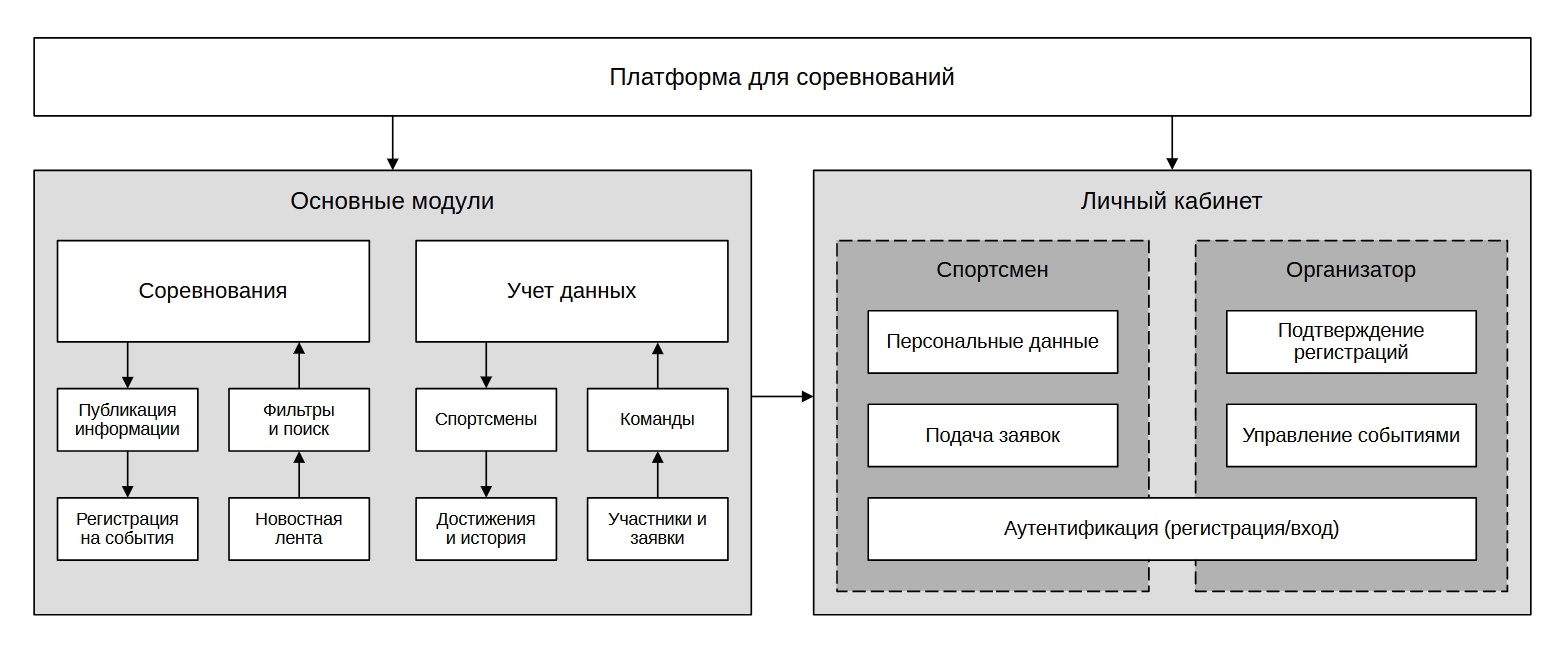 Платформа для соревнований
Основные модули
Соревнования
Учет данных
Публикация
информации
Фильтры
и поиск
Спортсмены
Команды
Регистрация
на события
Новостная
лента
Достижения
и история
Участники и
заявки
Личный кабинет
Спортсмен
Организатор
Персональные данные
Подтверждение
регистраций
Подача заявок
Управление событиями
Аутентификация (регистрация/вход)